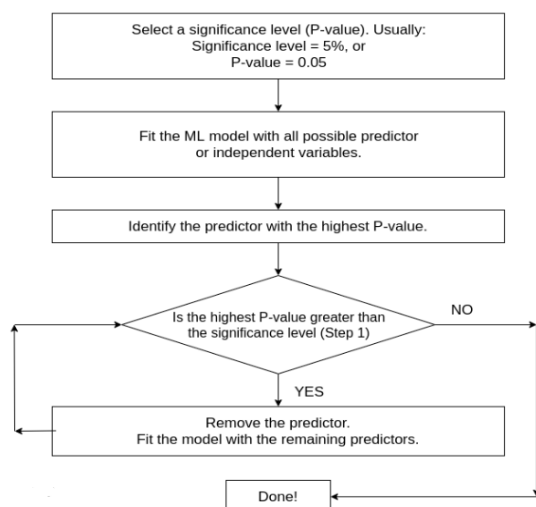 Select a significance level (P-value). Usually:
Significance level = 5%, or
P-value = 0.05
Fit the ML model with all possible predictor
or independent variables.
Identify the predictor with the highest P-value.
Is the highest P-value greater than
the significance level (Step 1)
NO
YES
Remove the predictor.
Fit the model with the remaining predictors.
Done!